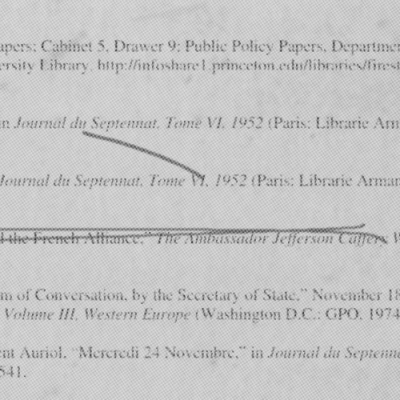 apers; Cabinet 5, Drawer 9; Public Policy Papers, Departmen
ersity Library, http://infoshare1.princeton.edu/libraries/firest
in Journal du Septennat. Tome VI, 1952 (Paris: Librarie Arm
Journal du Septennat, Tome VI, 1952 (Paris: Librarie Arman
d the French Alliance," The Ambassador Jefferson Caffery W
m of Conversation, by the Secretary of State," November 18
Volume III, Western Europe (Washington D.C.: GPO, 1974
ent Auriol, "Mercredi 24 Novembre," in Journal du Septenna
541.